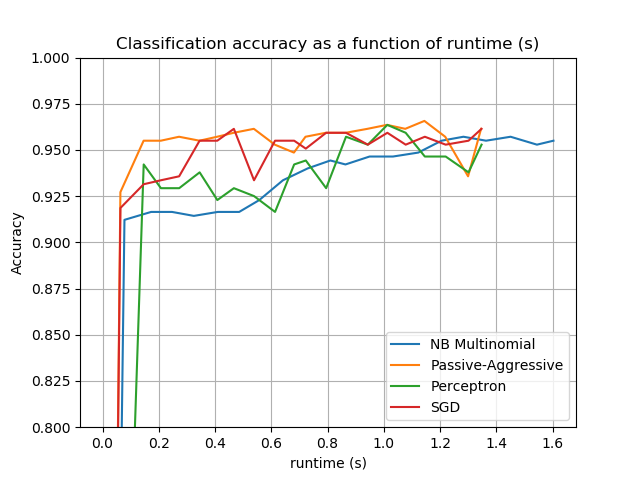 Classification accuracy as a function of runtime (s)
1.000
0.975
0.950
0.925
0.900
0.875
0.850
0.825
0.800
Accuracy
NB Multinomial
Passive-Aggressive
Perceptron
SGD
0.0 0.2 0.4 0.6 0.8 1.0 1.2 1.4 1.6
runtime (s)